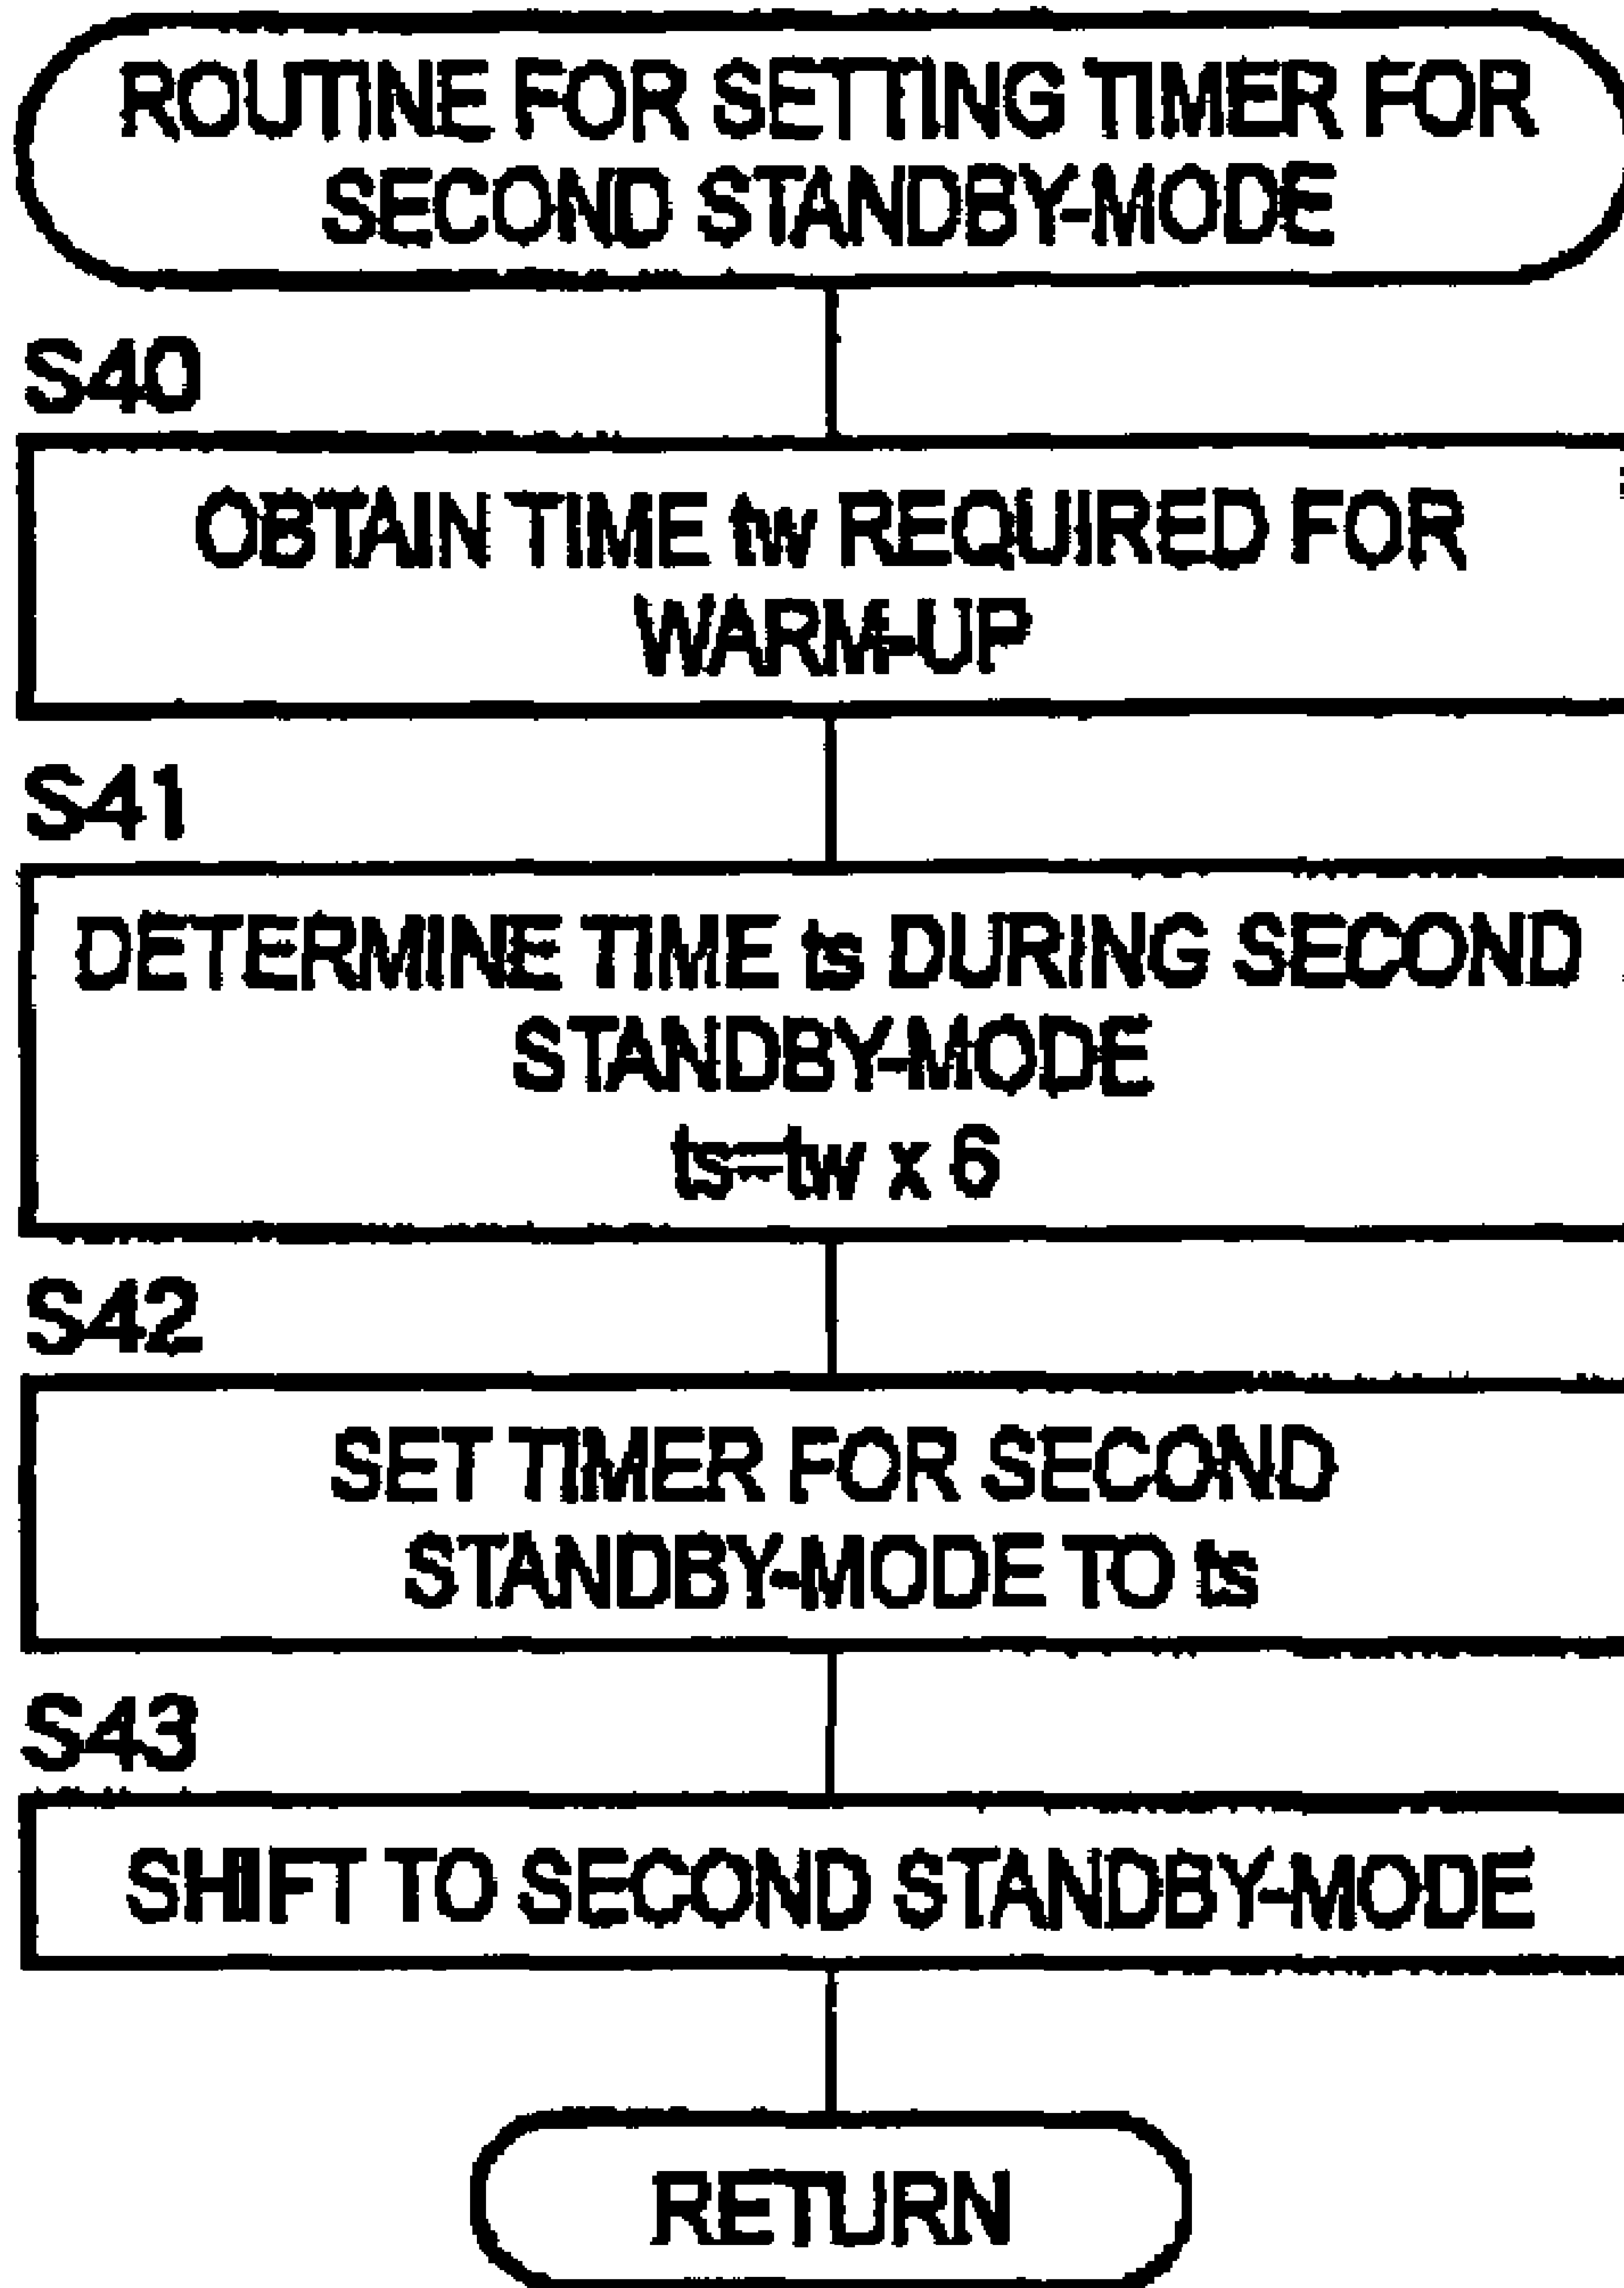 ROUTINE FOR SETTING TIMER FOR
SECOND STANDBY-MODE
S40
OBTAIN TIME tw REQUIRED FOR
WARM-UP
S41
DETERMINE TIME ts DURING SECOND
STANDBY-MODE
ts=tw x 6
S42
SET TIMER FOR SECOND
STANDBY-MODE TO ts
S43
SHIFT TO SECOND STANDBY-MODE
RETURN